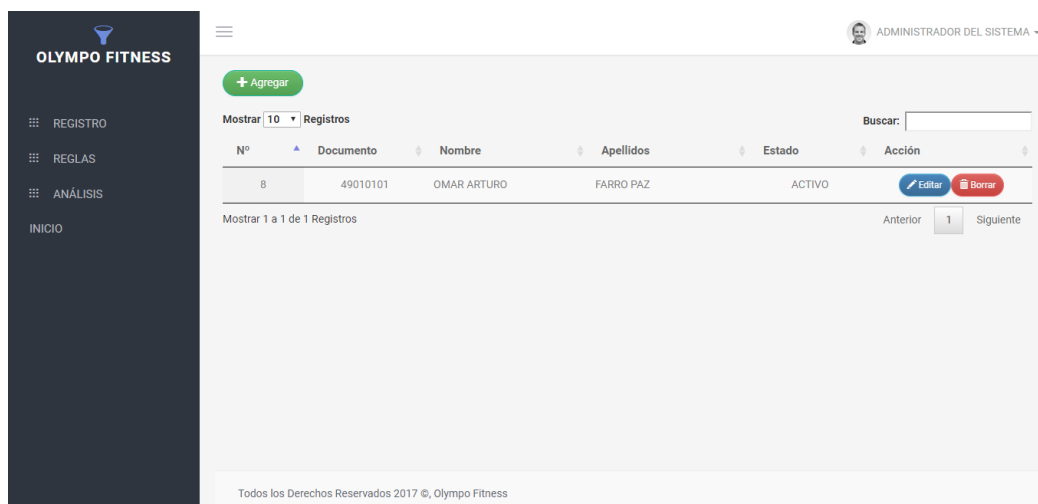 OLYMPO FITNESS
ADMINISTRADOR DEL SISTEMA
REGISTRO
REGLAS
ANÁLISIS
INICIO
Agregar
Mostrar 10 Registros
Buscar:
Nº Documento Nombre Apellidos Estado Acción
8 49010101 OMAR ARTURO FARRO PAZ ACTIVO Editar Borrar
Mostrar 1 a 1 de 1 Registros
Anterior 1 Siguiente
Todos los Derechos Reservados 2017 ©, Olympo Fitness